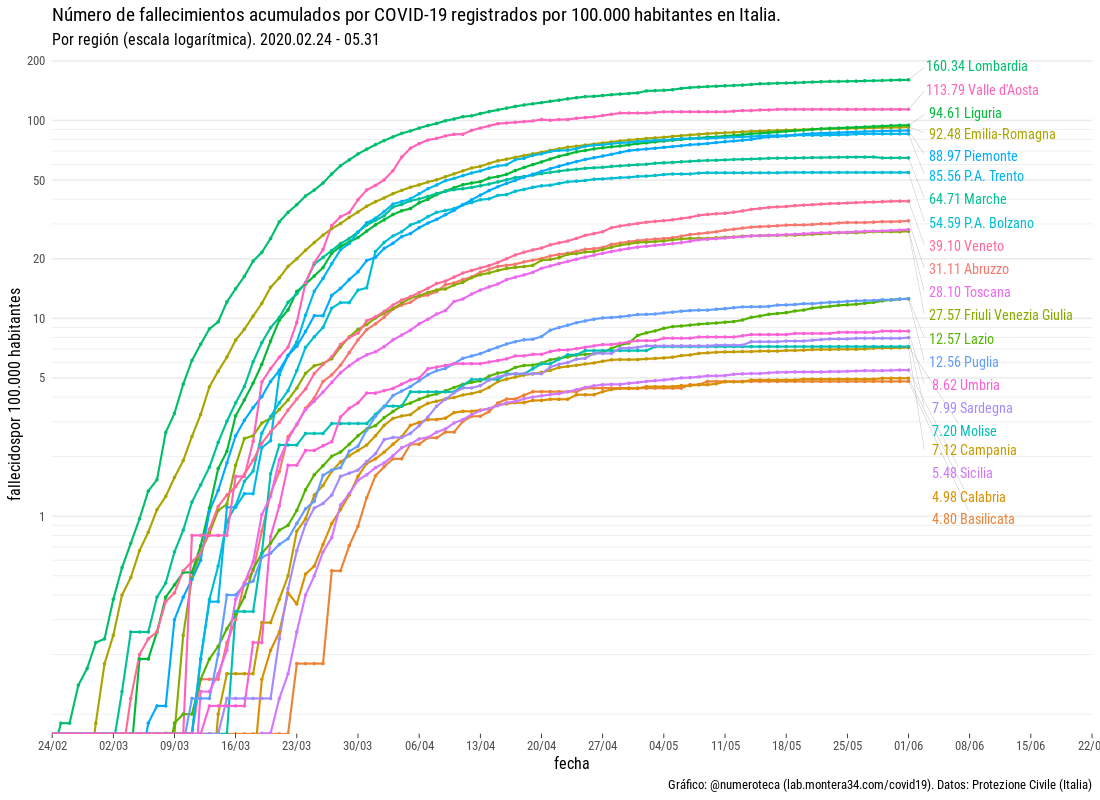 Número de fallecimientos acumulados por COVID-19 registrados por 100.000 habitantes en Italia.
Por región (escala logarítmica). 2020.02.24 - 05.31
fallecidospor 100.000 habitantes
200
100
50
20
10
5
1
160.34 Lombardia
113.79 Valle d'Aosta
94.61 Liguria
92.48 Emilia-Romagna
88.97 Piemonte
85.56 P.A. Trento
64.71 Marche
54.59 P.A. Bolzano
39.10 Veneto
31.11 Abruzzo
28.10 Toscana
27.57 Friuli Venezia Giulia
12.57 Lazio
12.56 Puglia
8.62 Umbria
7.99 Sardegna
7.20 Molise
7.12 Campania
5.48 Sicilia
4.98 Calabria
4.80 Basilicata
24/02 02/03 09/03 16/03 23/03 30/03 06/04 13/04 20/04 27/04 04/05 11/05 18/05 25/05 01/06 08/06 15/06 22/0
fecha
Gráfico: @numeroteca (lab.montera34.com/covid19). Datos: Protezione Civile (Italia)